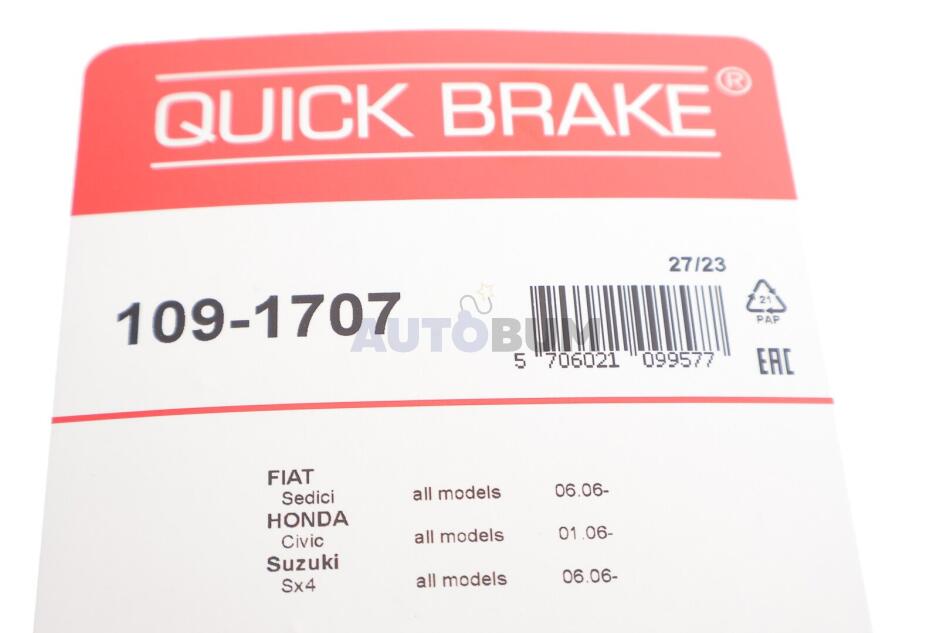 QUICK BRAKE®
27/23
109-1707
AUTOBUM
21
PAP
5 706021 099577
EAC
FIAT
Sedici all models 06.06-
HONDA
Civic all models 01.06-
Suzuki
Sx4 all models 06.06-